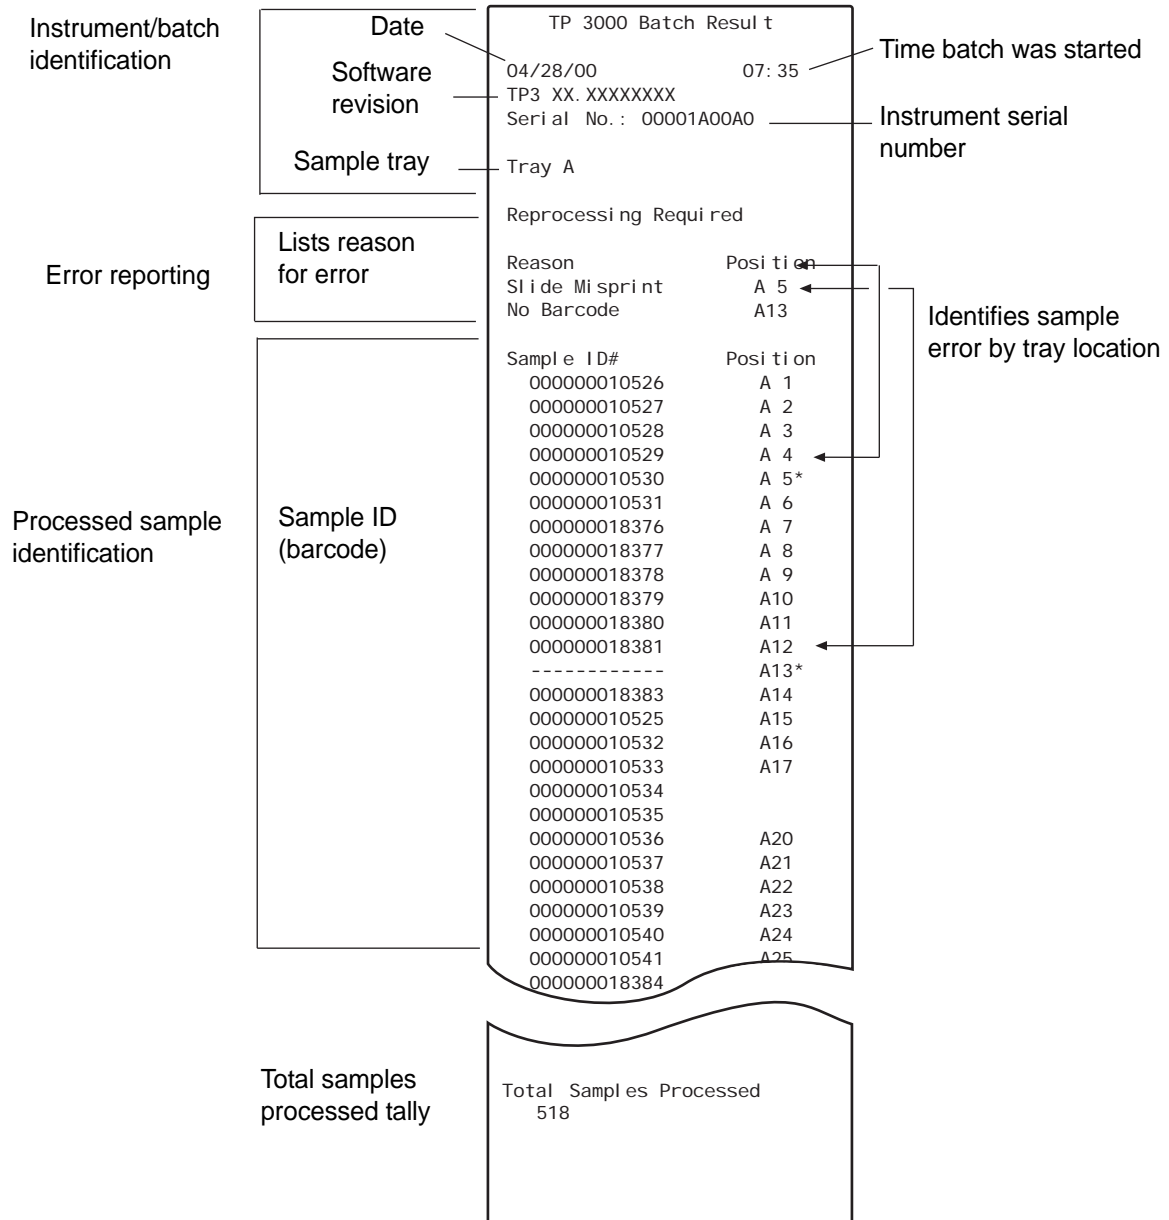 Instrument/batch
identification
Date
Software
revision
Sample tray
TP 3000 Batch Result
04/28/00 07:35
TP3 XX.XXXXXXXX
Serial No.: 00001A00A0
Tray A
Time batch was started
Instrument serial
number
Error reporting
Lists reason
for error
Reprocessing Required
Reason Position
Slide Misprint A 5
No Barcode A13
Identifies sample
error by tray location
Processed sample
identification
Sample ID
(barcode)
Sample ID# Position
000000010526 A 1
000000010527 A 2
000000010528 A 3
000000010529 A 4
000000010530 A 5*
000000010531 A 6
000000018376 A 7
000000018377 A 8
000000018378 A 9
000000018379 A10
000000018380 A11
000000018381 A12
------------ A13*
000000018383 A14
000000010525 A15
000000010532 A16
000000010533 A17
000000010534
000000010535
000000010536 A20
000000010537 A21
000000010538 A22
000000010539 A23
000000010540 A24
000000010541 A25
000000018384
Total samples
processed tally
Total Samples Processed
518